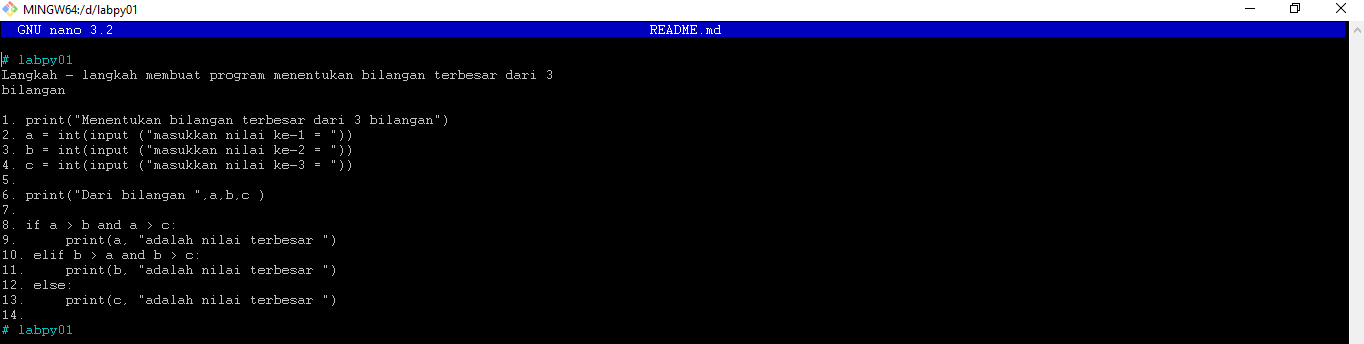 MINGW64:/d/labpy01
GNU nano 3.2 README.md
# labpy01
Langkah - langkah membuat program menentukan bilangan terbesar dari 3
bilangan
1. print("Menentukan bilangan terbesar dari 3 bilangan")
2. a = int(input ("masukkan nilai ke-1 = "))
3. b = int(input ("masukkan nilai ke-2 = "))
4. c = int(input ("masukkan nilai ke-3 = "))
5.
6. print("Dari bilangan ",a,b,c )
7.
8. if a > b and a > c:
9.      print(a, "adalah nilai terbesar ")
10. elif b > a and b > c:
11.     print(b, "adalah nilai terbesar ")
12. else:
13.     print(c, "adalah nilai terbesar ")
14.
# labpy01